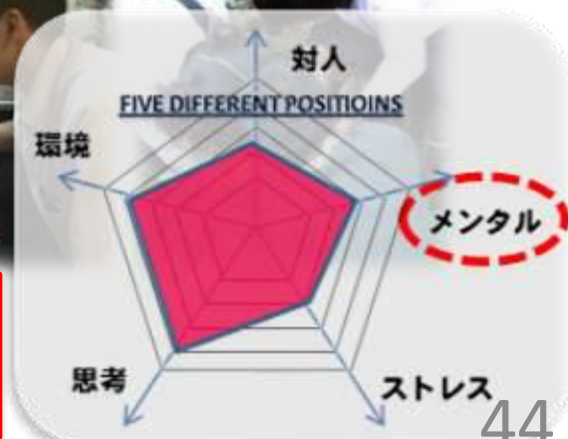 対人
FIVE DIFFERENT POSITIOINS
環境
メンタル
思考
ストレス
44